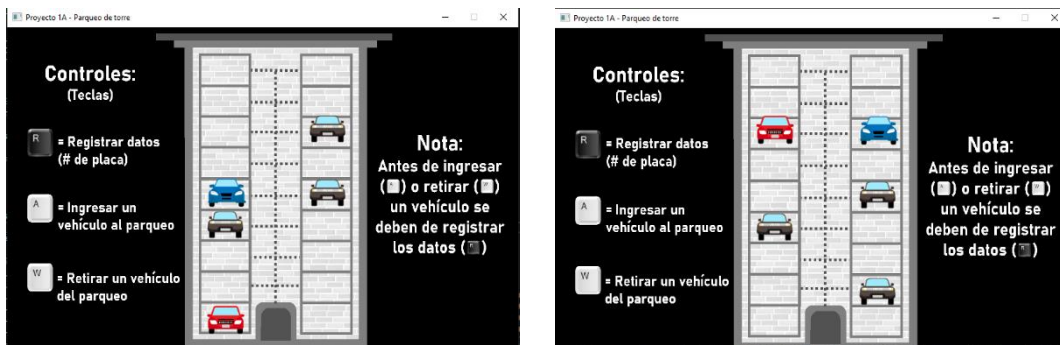 Proyecto 1A - Parqueo de torre
Controles:
(Teclas)
R
= Registrar datos
(# de placa)
A
= Ingresar un
vehículo al parqueo
W
= Retirar un vehículo
del parqueo
Nota:
Antes de ingresar
( ) o retirar ( )
un vehículo se
deben de registrar
los datos ( )
Proyecto 1A - Parqueo de torre
Controles:
(Teclas)
R
= Registrar datos
(# de placa)
A
= Ingresar un
vehículo al parqueo
W
= Retirar un vehículo
del parqueo
Nota:
Antes de ingresar
( ) o retirar ( )
un vehículo se
deben de registrar
los datos ( )